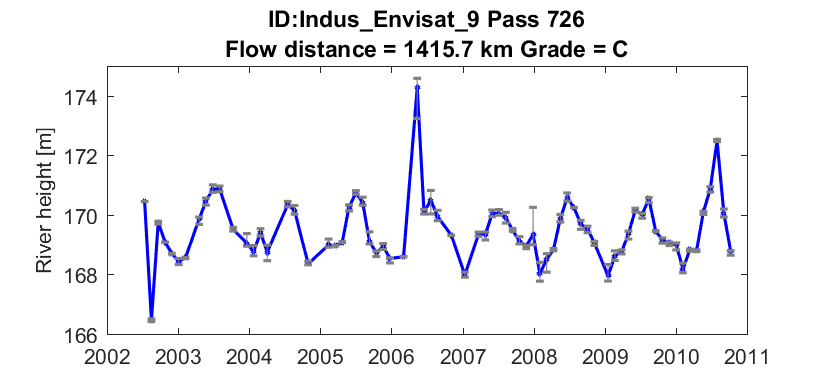 ID:Indus_Envisat_9 Pass 726
Flow distance = 1415.7 km Grade = C
River height [m]
174
172
170
168
166
2002 2003 2004 2005 2006 2007 2008 2009 2010 2011